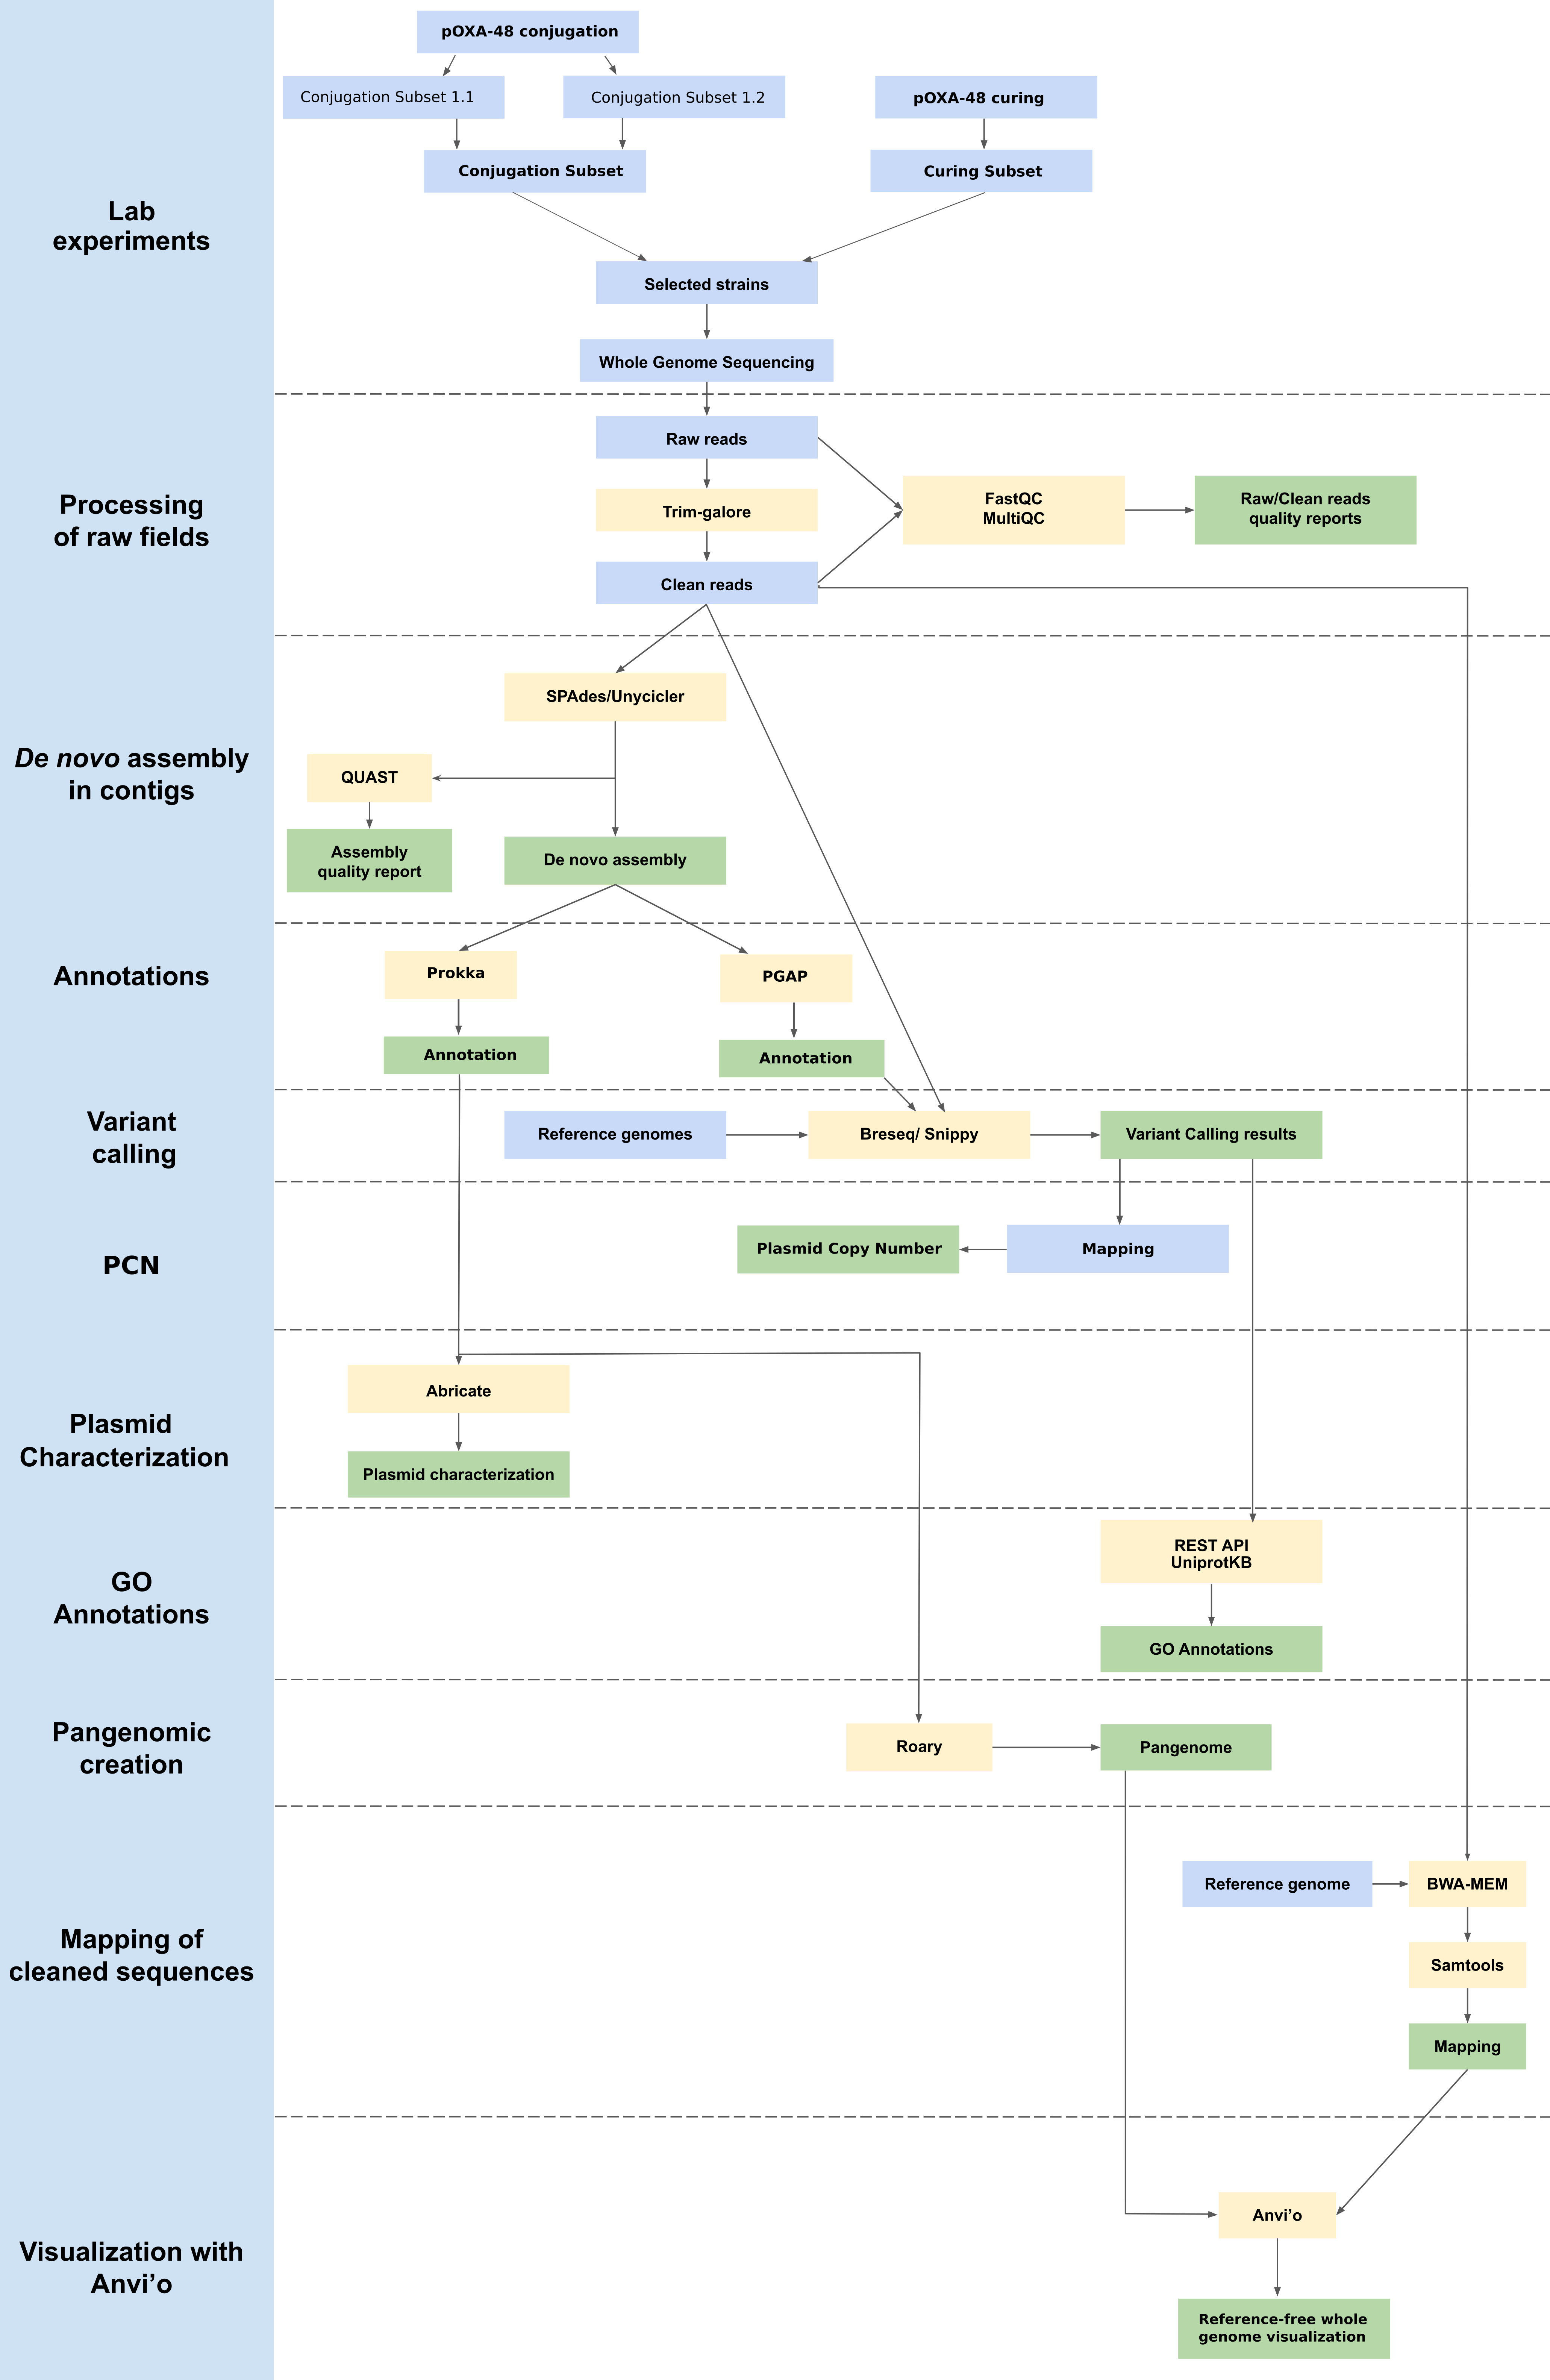 pOXA-48 conjugation
Conjugation Subset 1.1
Conjugation Subset 1.2
pOXA-48 curing
Conjugation Subset
Curing Subset
Lab
experiments
Selected strains
Whole Genome Sequencing
Raw reads
Processing
of raw fields
Trim-galore
FastQC
MultiQC
Raw/Clean reads
quality reports
Clean reads
De novo assembly
in contigs
SPAdes/Unycicler
QUAST
Assembly
quality report
De novo assembly
Annotations
Prokka
PGAP
Annotation
Annotation
Variant
calling
Reference genomes
Breseq/ Snippy
Variant Calling results
PCN
Plasmid Copy Number
Mapping
Plasmid
Characterization
Abricate
Plasmid characterization
GO
Annotations
REST API
UniprotKB
GO Annotations
Pangenomic
creation
Roary
Pangenome
Mapping of
cleaned sequences
Reference genome
BWA-MEM
Samtools
Mapping
Visualization with
Anvi’o
Anvi’o
Reference-free whole
genome visualization